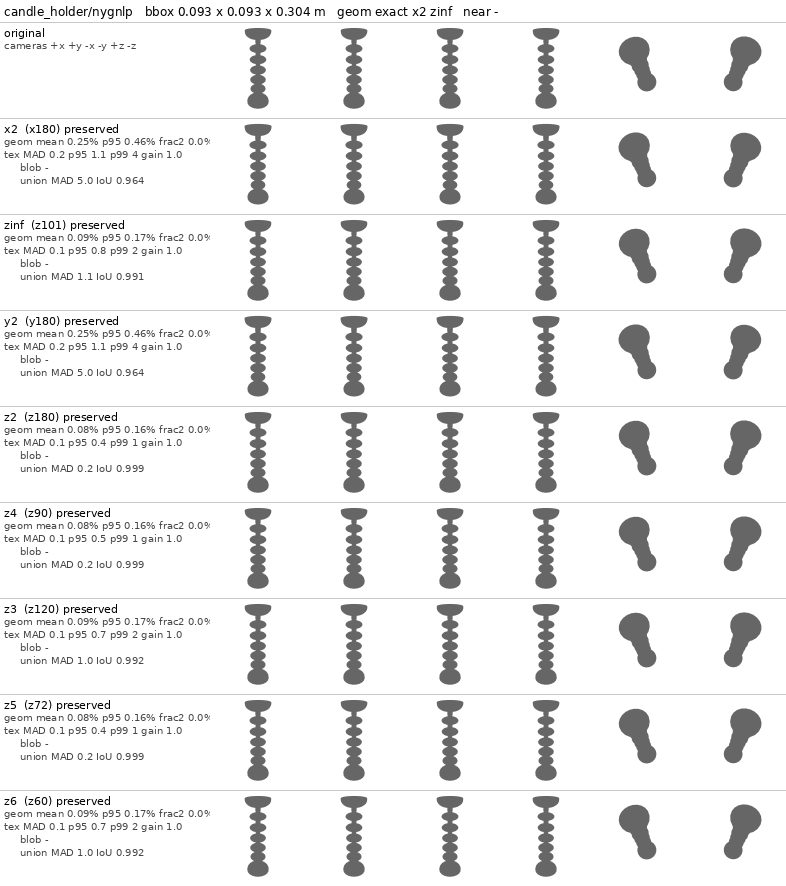 candle_holder/nygnlp bbox 0.093 x 0.093 x 0.304 m geom exact x2 zinf near -
original
cameras +x +y -x -y +z -z
x2 (x180) preserved
geom mean 0.25% p95 0.46% frac2 0.0%
tex MAD 0.2 p95 1.1 p99 4 gain 1.0
blob -
union MAD 5.0 IoU 0.964
zinf (z101) preserved
geom mean 0.09% p95 0.17% frac2 0.0%
tex MAD 0.1 p95 0.8 p99 2 gain 1.0
blob -
union MAD 1.1 IoU 0.991
y2 (y180) preserved
geom mean 0.25% p95 0.46% frac2 0.0%
tex MAD 0.2 p95 1.1 p99 4 gain 1.0
blob -
union MAD 5.0 IoU 0.964
z2 (z180) preserved
geom mean 0.08% p95 0.16% frac2 0.0%
tex MAD 0.1 p95 0.4 p99 1 gain 1.0
blob -
union MAD 0.2 IoU 0.999
z4 (z90) preserved
geom mean 0.08% p95 0.16% frac2 0.0%
tex MAD 0.1 p95 0.5 p99 1 gain 1.0
blob -
union MAD 0.2 IoU 0.999
z3 (z120) preserved
geom mean 0.09% p95 0.17% frac2 0.0%
tex MAD 0.1 p95 0.7 p99 2 gain 1.0
blob -
union MAD 1.0 IoU 0.992
z5 (z72) preserved
geom mean 0.08% p95 0.16% frac2 0.0%
tex MAD 0.1 p95 0.4 p99 1 gain 1.0
blob -
union MAD 0.2 IoU 0.999
z6 (z60) preserved
geom mean 0.09% p95 0.17% frac2 0.0%
tex MAD 0.1 p95 0.7 p99 2 gain 1.0
blob -
union MAD 1.0 IoU 0.992